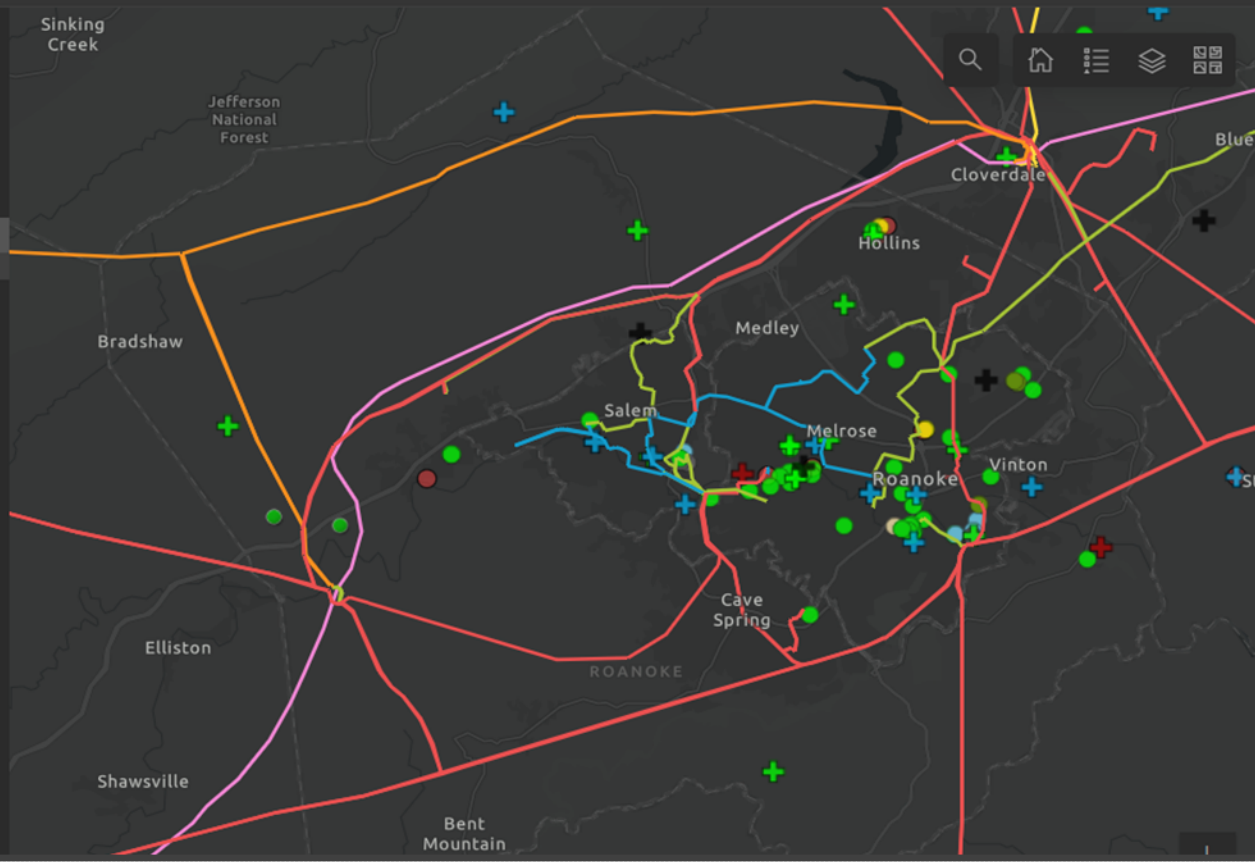 Sinking
Creek
Jefferson
National
Forest
Blue
Cloverdale
Hollins
Medley
Bradshaw
Salem
Melrose
Vinton
Roanoke
St
Cave
Spring
Elliston
ROANOKE
Shawsville
Bent
Mountain